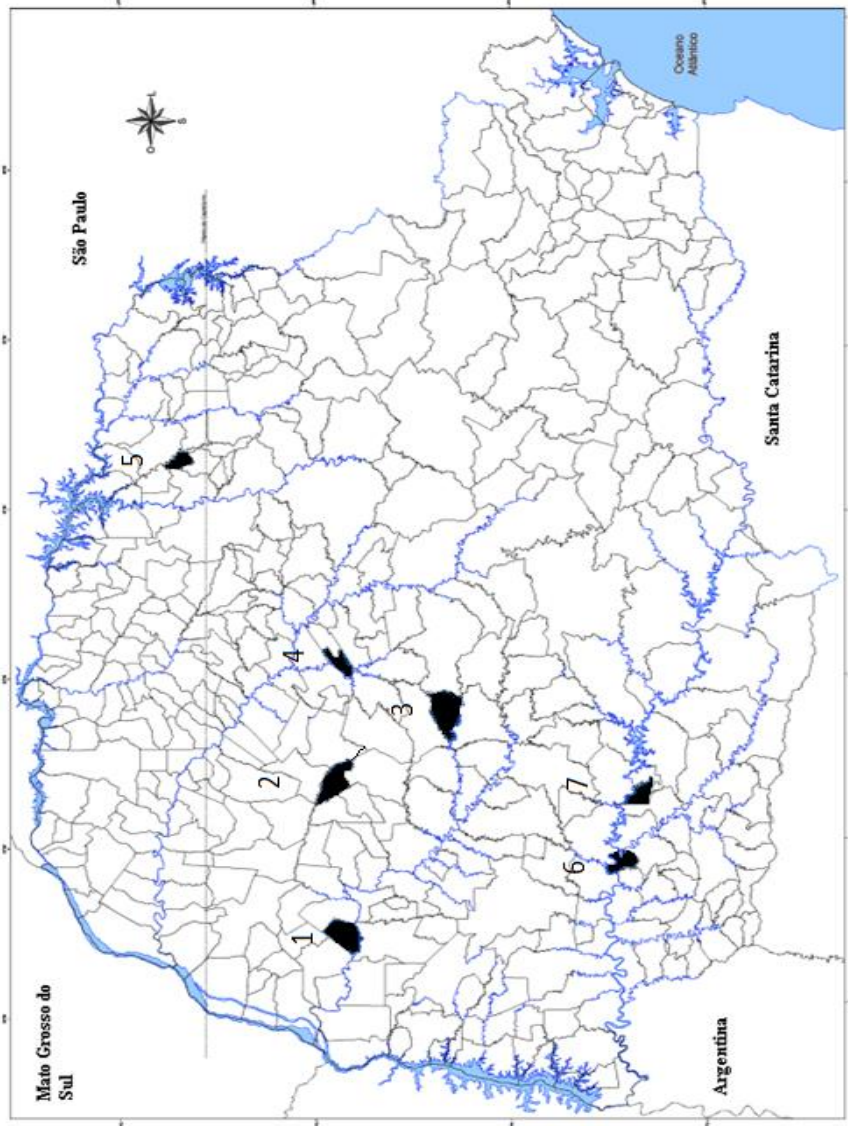 Mato Grosso do
Sul
São Paulo
O L
S
5
2
4
1
3
6
7
Oceano
Atlântico
Argentina
Santa Catarina